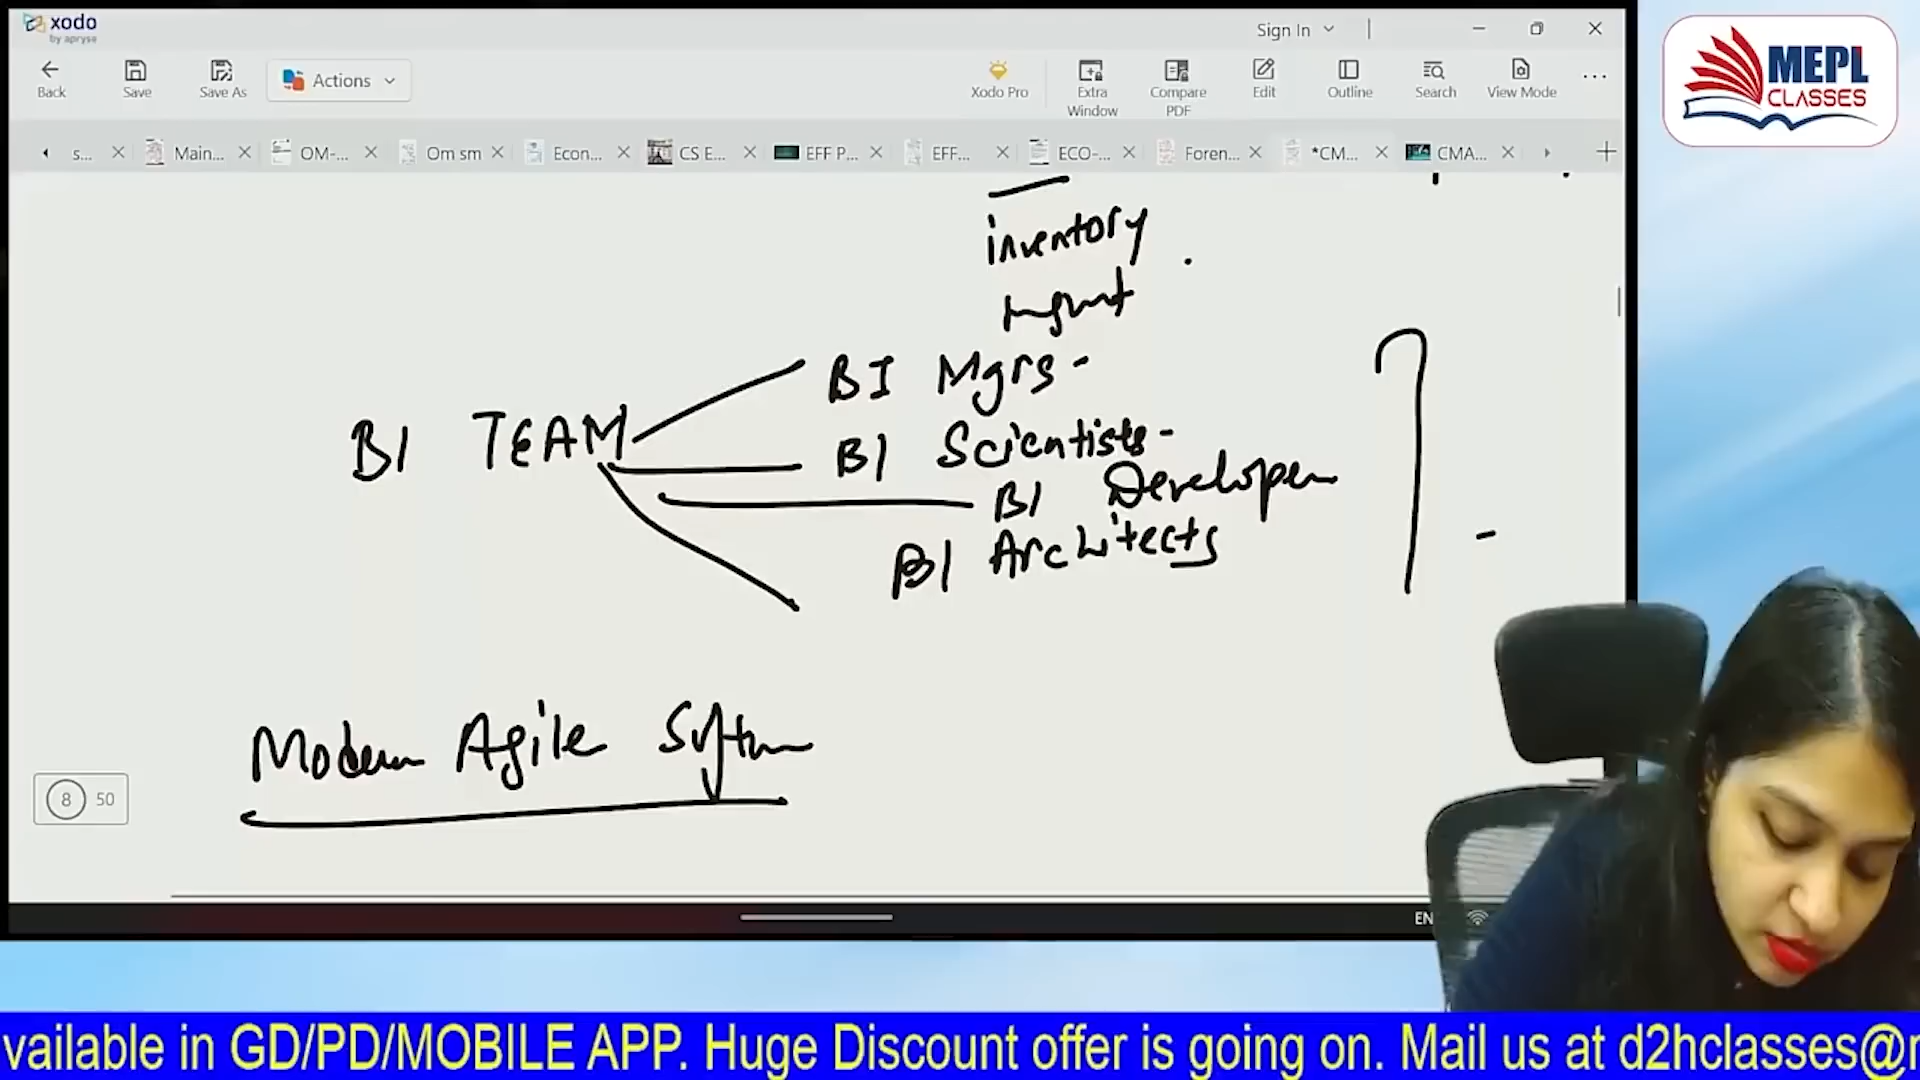 xodo
by apryse
Sign In
Back
Save
Save As
Actions
Xodo Pro
Extra Window
Compare PDF
Edit
Outline
Search
View Mode
s... Main... OM-... Om sm Econ... CS E... EFF P... EFF... ECO-... Foren... *CM... CMA...
MEPL
CLASSES
inventory
mgmt
BI Mgrs-
BI TEAM
BI Scientists-
BI Developer
BI Architects
Modern Agile
8 50
EN
vailable in GD/PD/MOBILE APP. Huge Discount offer is going on. Mail us at d2hclasses@